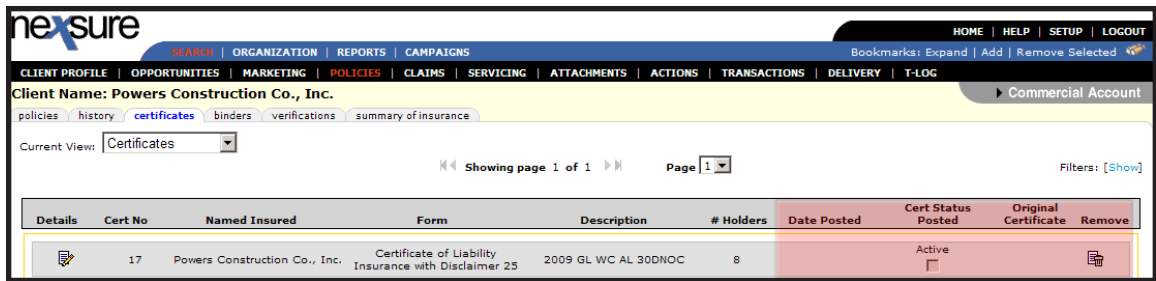 nexsure
HOME | HELP | SETUP | LOGOUT
SEARCH | ORGANIZATION | REPORTS | CAMPAIGNS
Bookmarks: Expand | Add | Remove Selected
CLIENT PROFILE | OPPORTUNITIES | MARKETING | POLICIES | CLAIMS | SERVICING | ATTACHMENTS | ACTIONS | TRANSACTIONS | DELIVERY | T-LOG
Client Name: Powers Construction Co., Inc.
Commercial Account
policies history certificates binders verifications summary of insurance
Current View: Certificates
Showing page 1 of 1 Page 1
Filters: [Show]
Details Cert No Named Insured Form Description # Holders Date Posted Cert Status Posted Original Certificate Remove
17 Powers Construction Co., Inc. Certificate of Liability Insurance with Disclaimer 25 2009 GL WC AL 30DNOC 8 Active